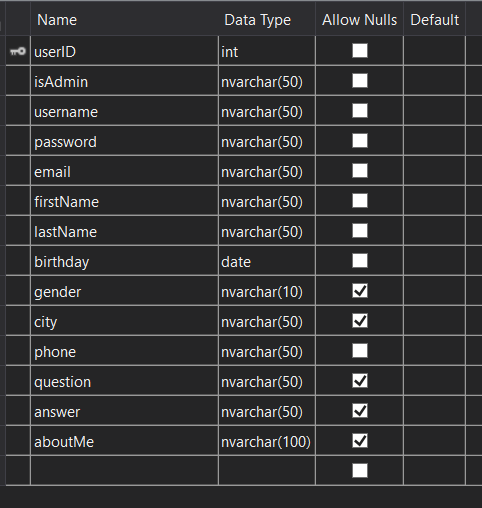 Name Data Type Allow Nulls Default
userID int
isAdmin nvarchar(50)
username nvarchar(50)
password nvarchar(50)
email nvarchar(50)
firstName nvarchar(50)
lastName nvarchar(50)
birthday date
gender nvarchar(10)
city nvarchar(50)
phone nvarchar(50)
question nvarchar(50)
answer nvarchar(50)
aboutMe nvarchar(100)